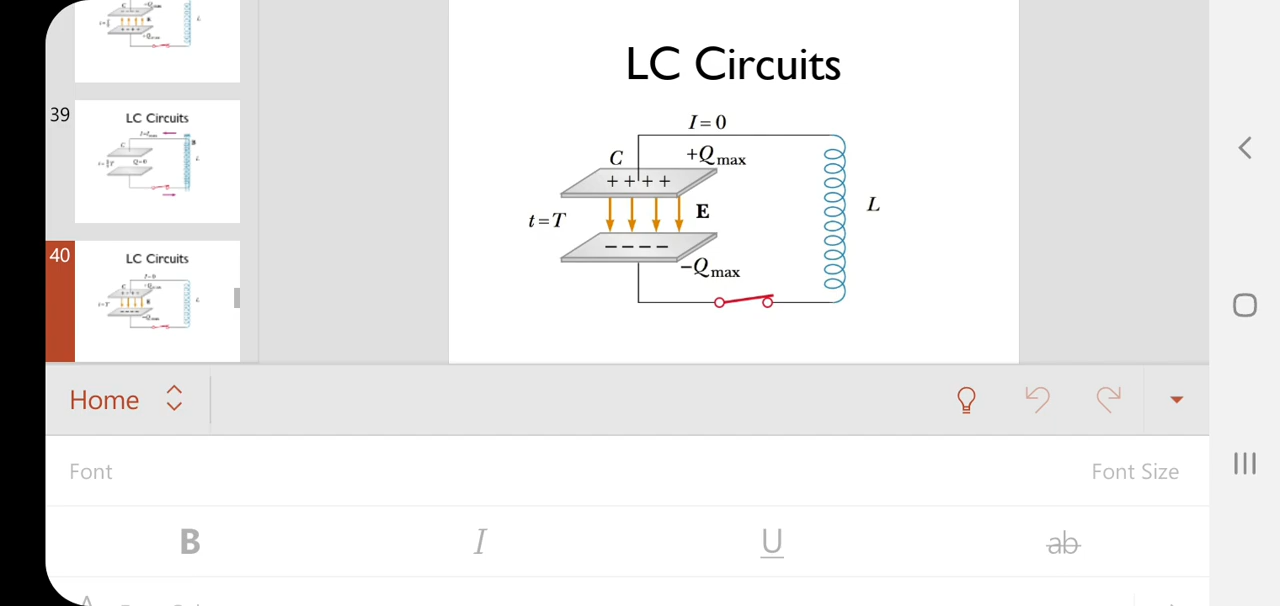 39
LC Circuits
40
LC Circuits
LC Circuits
I = 0
C
+Qmax
+ + + +
E
t = T
L
− − − −
−Qmax
Home
Font
Font Size
B
I
U
ab